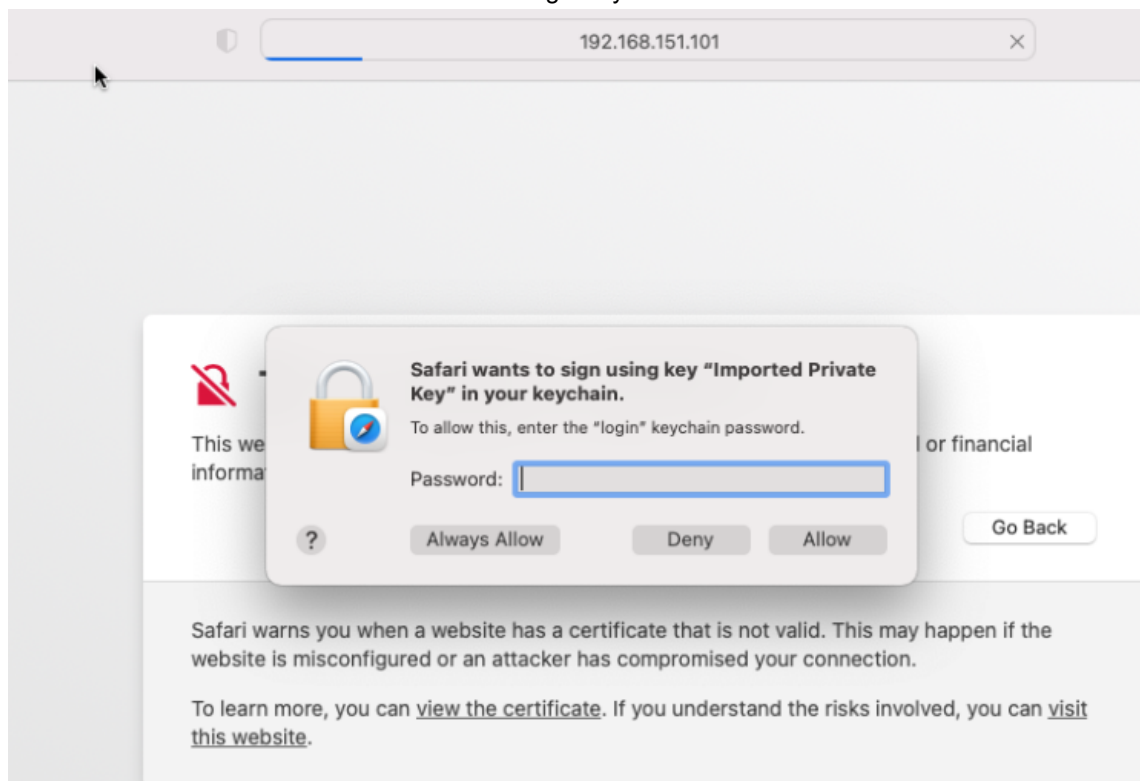 192.168.151.101
Safari wants to sign using key “Imported Private
Key” in your keychain.
To allow this, enter the “login” keychain password.
This we
or financial
informa
Password:
?
Always Allow
Deny
Allow
Go Back
Safari warns you when a website has a certificate that is not valid. This may happen if the
website is misconfigured or an attacker has compromised your connection.
To learn more, you can view the certificate. If you understand the risks involved, you can visit
this website.